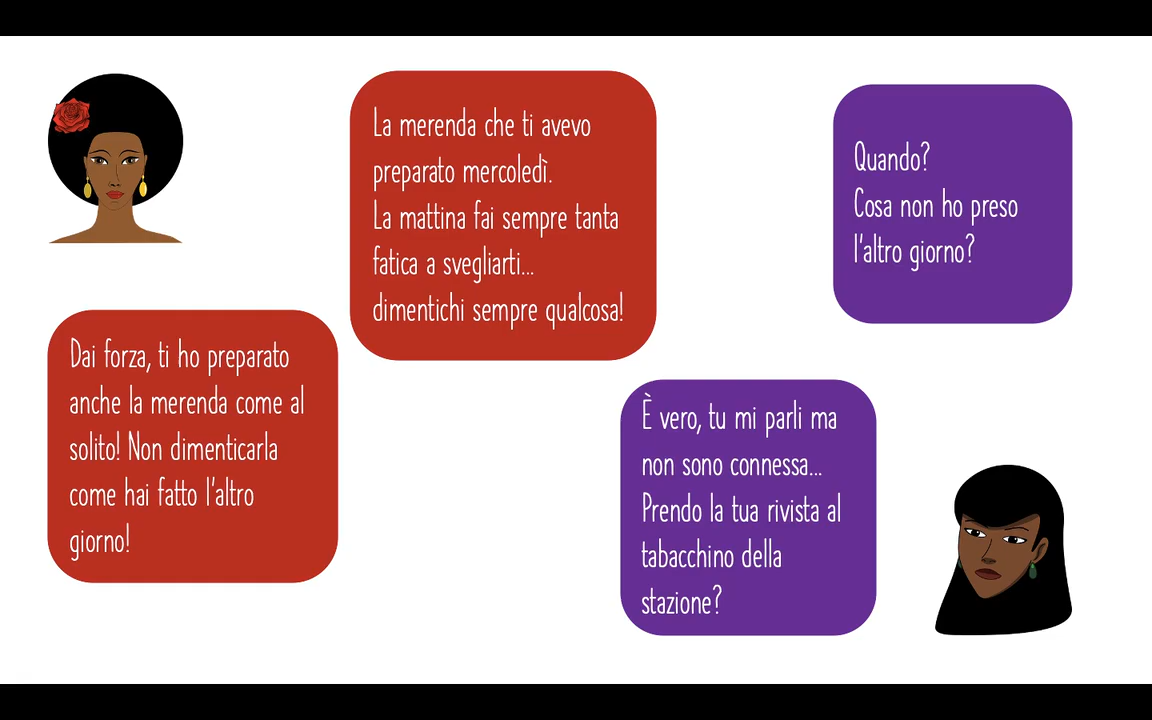 Dai forza, ti ho preparato
anche la merenda come al
solito! Non dimenticarla
come hai fatto l'altro
giorno!
Quando?
Cosa non ho preso
l'altro giorno?
La merenda che ti avevo
preparato mercoledì.
La mattina fai sempre tanta
fatica a svegliarti...
dimentichi sempre qualcosa!
È vero, tu mi parli ma
non sono connessa...
Prendo la tua rivista al
tabacchino della
stazione?